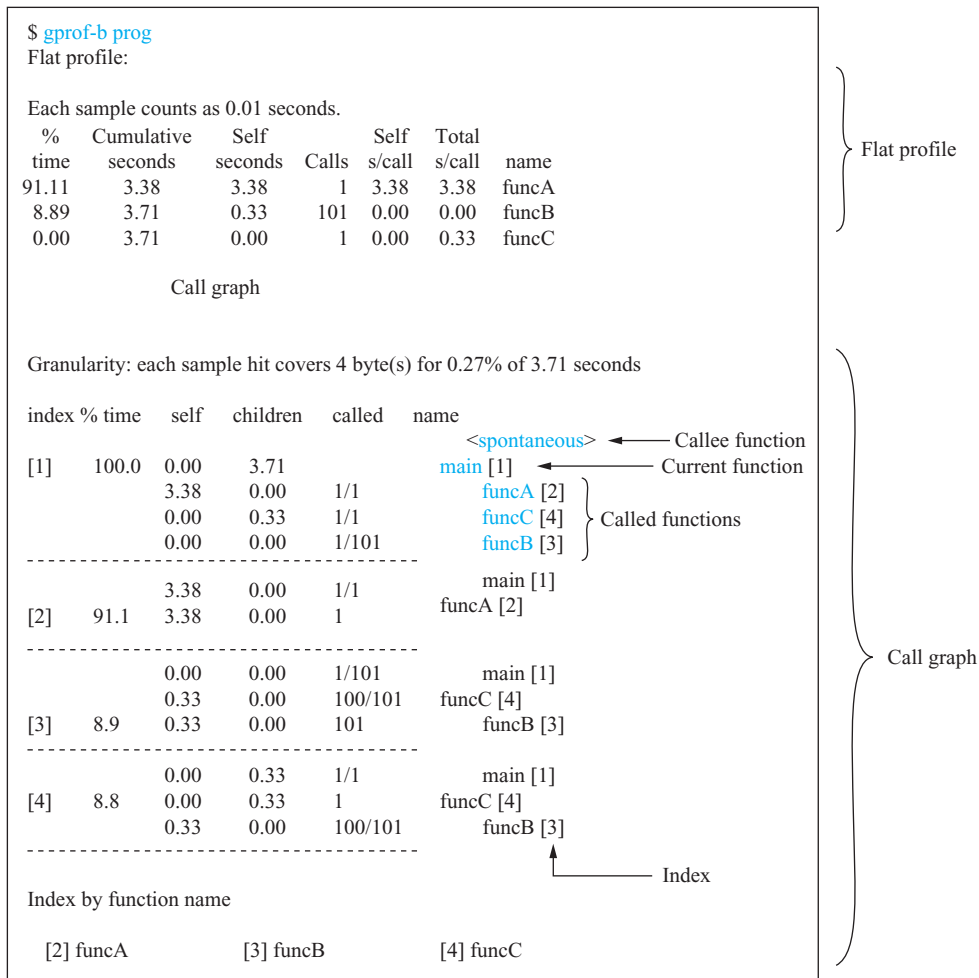 $ gprof-b prog
Flat profile:
Each sample counts as 0.01 seconds.
% Cumulative Self Self Total
time seconds seconds Calls s/call s/call name
91.11 3.38 3.38 1 3.38 3.38 funcA
8.89 3.71 0.33 101 0.00 0.00 funcB
0.00 3.71 0.00 1 0.00 0.33 funcC
Flat profile
Call graph
Granularity: each sample hit covers 4 byte(s) for 0.27% of 3.71 seconds
index % time self children called name
<spontaneous> Callee function
[1] 100.0 0.00 3.71 main [1] Current function
3.38 0.00 1/1 funcA [2]
0.00 0.33 1/1 funcC [4] Called functions
0.00 0.00 1/101 funcB [3]
3.38 0.00 1/1 main [1]
[2] 91.1 3.38 0.00 1 funcA [2]
0.00 0.00 1/101 main [1]
0.33 0.00 100/101 funcC [4]
[3] 8.9 0.33 0.00 101 funcB [3]
0.00 0.33 1/1 main [1]
[4] 8.8 0.00 0.33 1 funcC [4]
0.33 0.00 100/101 funcB [3]
Call graph
Index
Index by function name
[2] funcA [3] funcB [4] funcC